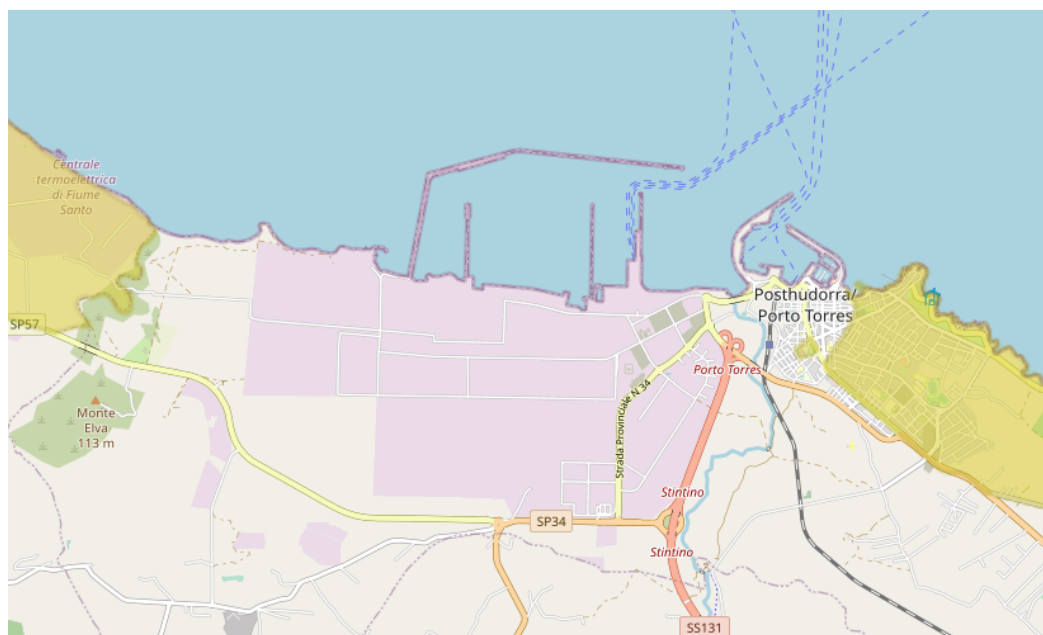 Centrale
termoelettrica
di Fiume
Santo
Posthudorra/
Porto Torres
SP57
Porto Torres
Monte
Elva
113 m
Strada Provinciale N 34
Stintino
SP34
Stintino
SS131